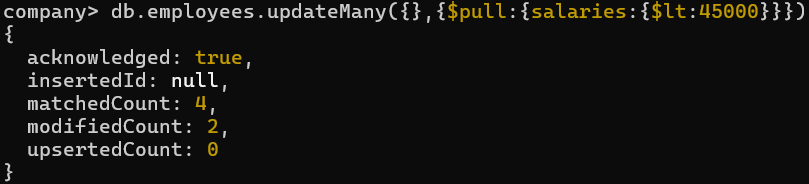 company> db.employees.updateMany({},{$pull:{salaries:{$lt:45000}}})
{
  acknowledged: true,
  insertedId: null,
  matchedCount: 4,
  modifiedCount: 2,
  upsertedCount: 0
}